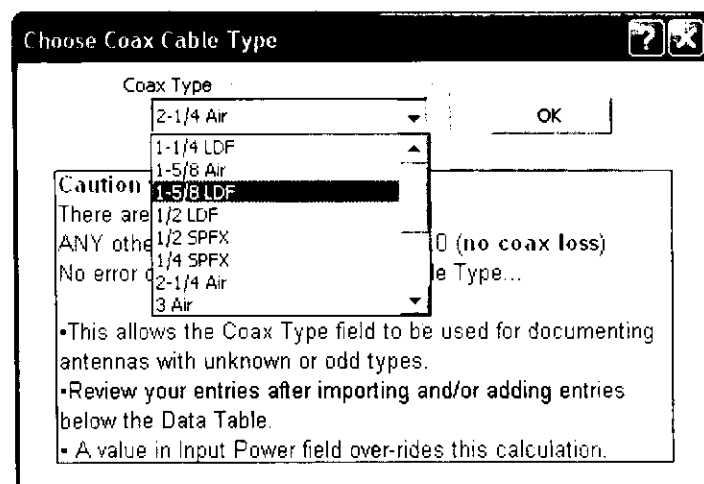 Choose Coax Cable Type
Coax Type
2-1/4 Air
OK
1-1/4 LDF
1-5/8 Air
1-5/8 LDF
1/2 LDF
1/2 SPFX
1/4 SPFX
2-1/4 Air
3 Air
Caution
There are
ANY othe 0 (no coax loss)
No error e Type...
•This allows the Coax Type field to be used for documenting
antennas with unknown or odd types.
•Review your entries after importing and/or adding entries
below the Data Table.
• A value in Input Power field over-rides this calculation.